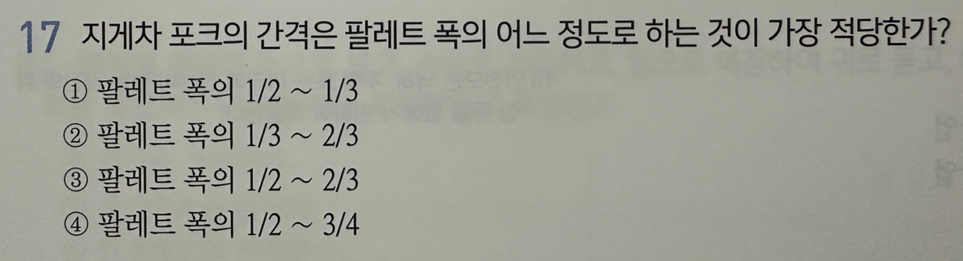 17 지게차 포크의 간격은 팔레트 폭의 어느 정도로 하는 것이 가장 적당한가?
① 팔레트 폭의 1/2 ~ 1/3
② 팔레트 폭의 1/3 ~ 2/3
③ 팔레트 폭의 1/2 ~ 2/3
④ 팔레트 폭의 1/2 ~ 3/4